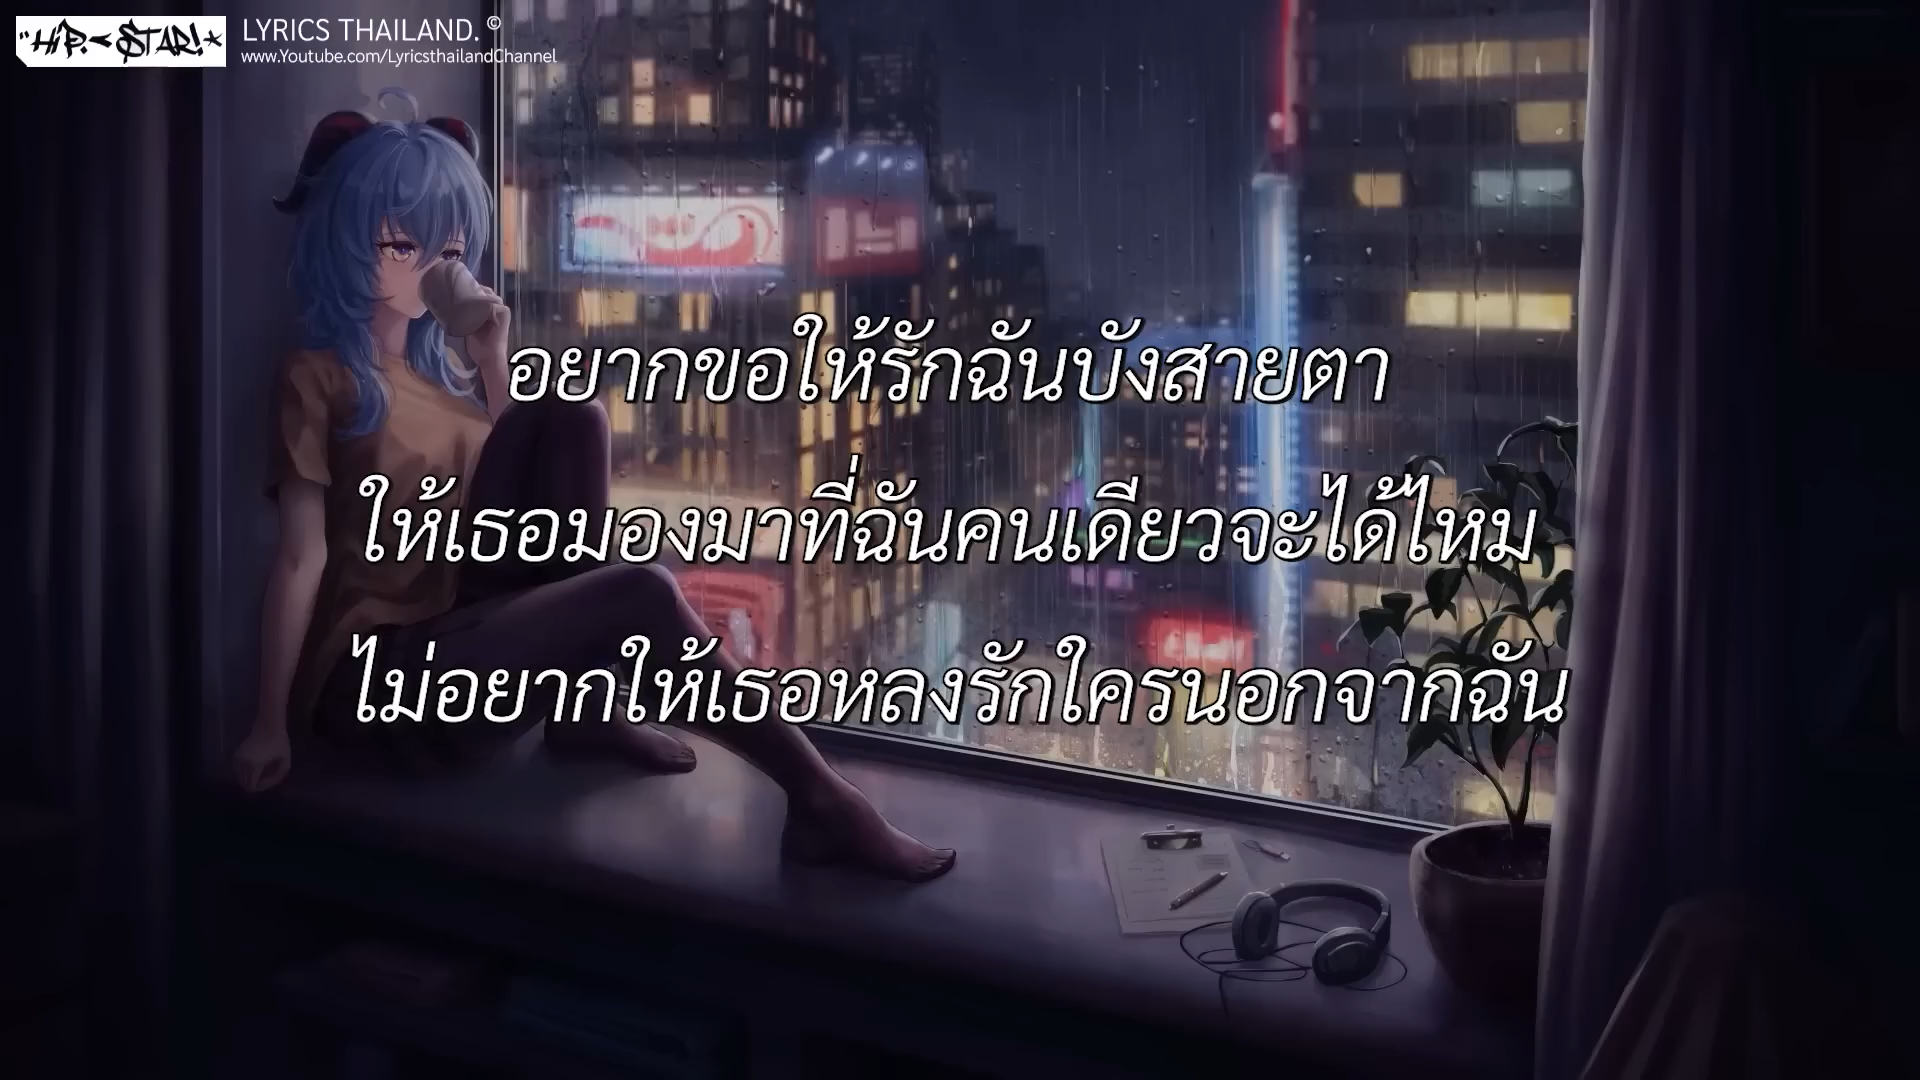 "HiP.-$TAR!*
LYRICS THAILAND.©
www.Youtube.com/LyricsthailandChannel
อยากขอให้รักฉันบังสายตา
ให้เธอมองมาที่ฉันคนเดียวจะได้ไหม
ไม่อยากให้เธอหลงรักใครนอกจากฉัน